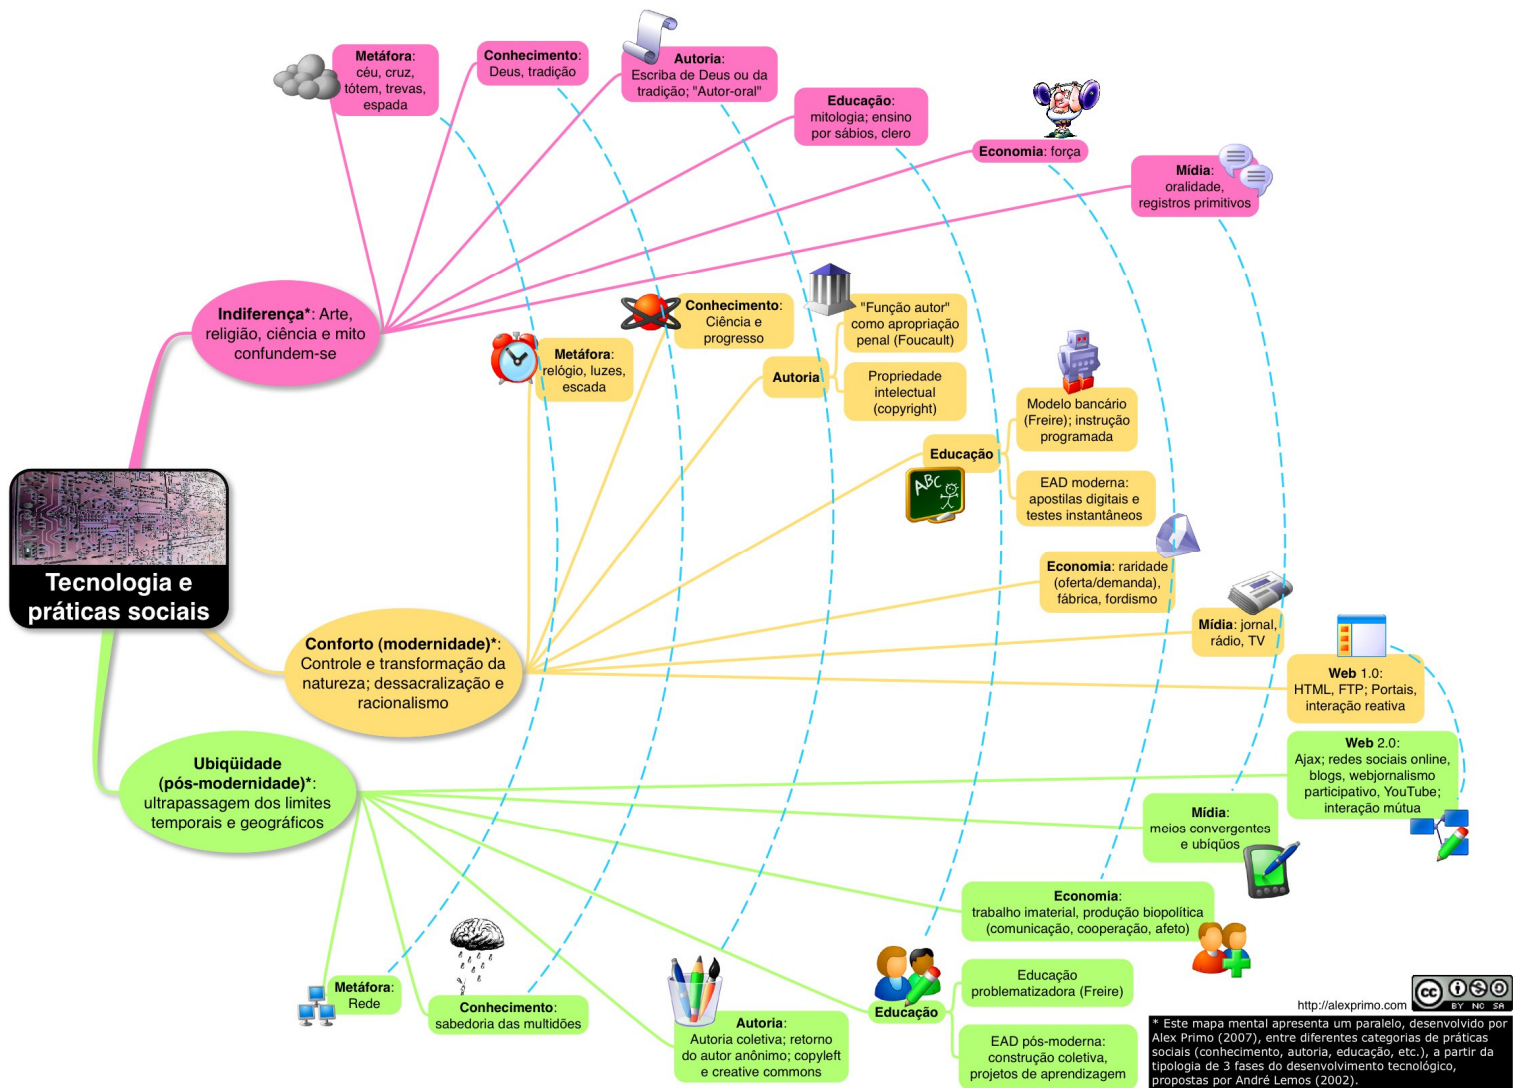 Metáfora:
céu, cruz,
tótem, trevas,
espada
Conhecimento:
Deus, tradição
Autoria:
Escriba de Deus ou da
tradição; "Autor-oral"
Educação:
mitologia; ensino
por sábios, clero
Economia: força
Mídia:
oralidade,
registros primitivos
Indiferença*: Arte,
religião, ciência e mito
confundem-se
Metáfora:
relógio, luzes,
escada
Conhecimento:
Ciência e
progresso
Autoria
"Função autor"
como apropriação
penal (Foucault)
Propriedade
intelectual
(copyright)
Educação
ABC
Modelo bancário
(Freire); instrução
programada
EAD moderna:
apostilas digitais e
testes instantâneos
Economia: raridade
(oferta/demanda),
fábrica, fordismo
Mídia: jornal,
rádio, TV
Web 1.0:
HTML, FTP; Portais,
interação reativa
Tecnologia e
práticas sociais
Conforto (modernidade)*:
Controle e transformação da
natureza; dessacralização e
racionalismo
Ubiqüidade
(pós-modernidade)*:
ultrapassagem dos limites
temporais e geográficos
Web 2.0:
Ajax; redes sociais online,
blogs, webjornalismo
participativo, YouTube;
interação mútua
Mídia:
meios convergentes
e ubíqüos
Economia:
trabalho imaterial, produção biopolítica
(comunicação, cooperação, afeto)
Metáfora:
Rede
Conhecimento:
sabedoria das multidões
Autoria:
Autoria coletiva; retorno
do autor anônimo; copyleft
e creative commons
Educação
Educação
problematizadora (Freire)
EAD pós-moderna:
construção coletiva,
projetos de aprendizagem
http://alexprimo.com
cc
BY NC SA
* Este mapa mental apresenta um paralelo, desenvolvido por
Alex Primo (2007), entre diferentes categorias de práticas
sociais (conhecimento, autoria, educação, etc.), a partir da
tipologia de 3 fases do desenvolvimento tecnológico,
propostas por André Lemos (2002).